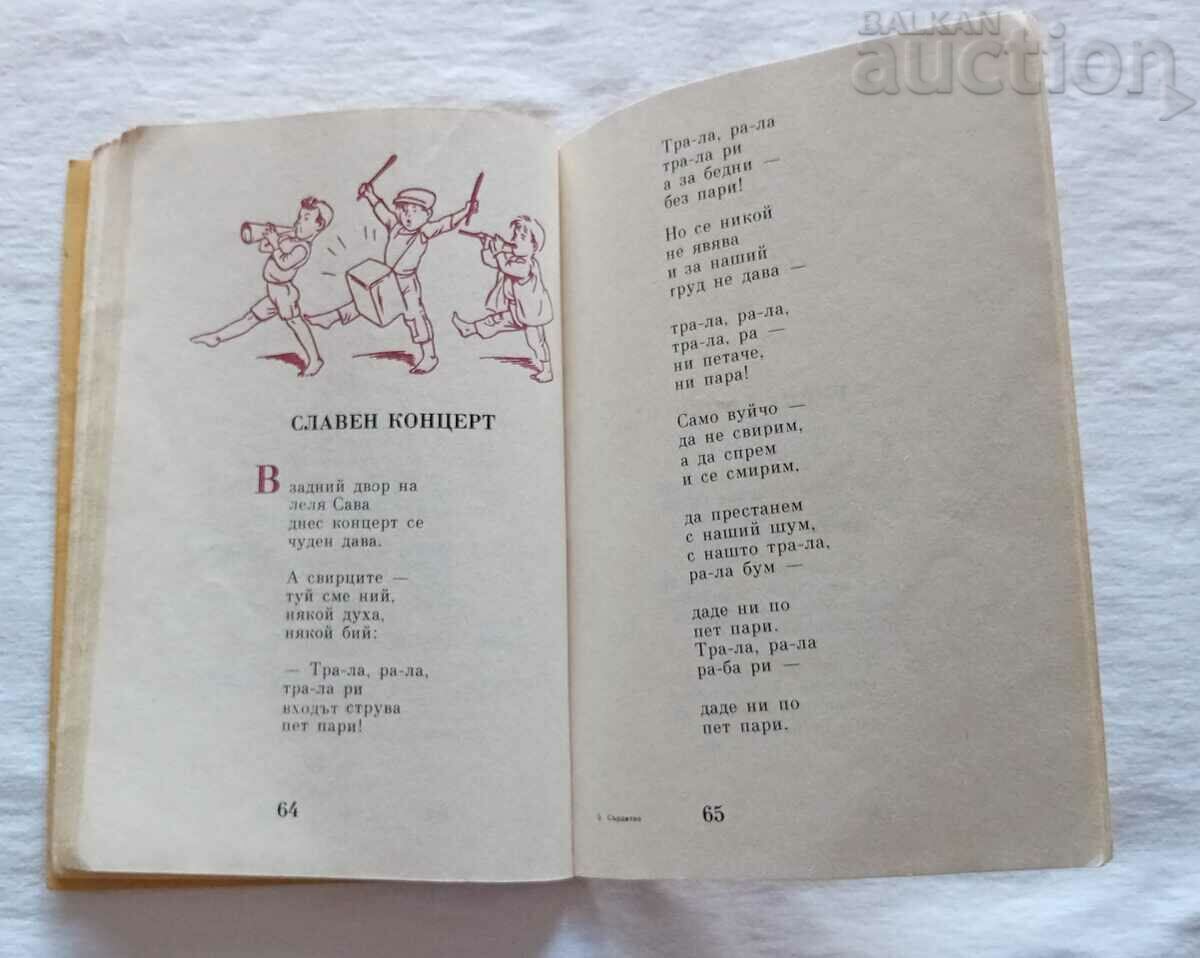 BALKAN
auction
СЛАВЕН КОНЦЕРТ
В задний двор на
леля Сава
днес концерт се
чуден дава.
А свирците —
туй сме ний,
някой духа,
някой бий:
— Тра-ла, ра-ла,
тра-ла ри
входът струва
пет пари!
64
Тра-ла, ра-ла
тра-ла ри
а за бедни —
без пари!
Но се никой
не явява
и за наший
труд не дава —
тра-ла, ра-ла,
тра-ла, ра —
ни петаче,
ни пара!
Само вуйчо —
да не свирим,
а да спрем
и се смирим,
да престанем
с наший шум,
с нашто тра-ла,
ра-ла бум —
даде ни по
пет пари.
Тра-ла, ра-ла
ра-ба ри —
даде ни по
пет пари.
65